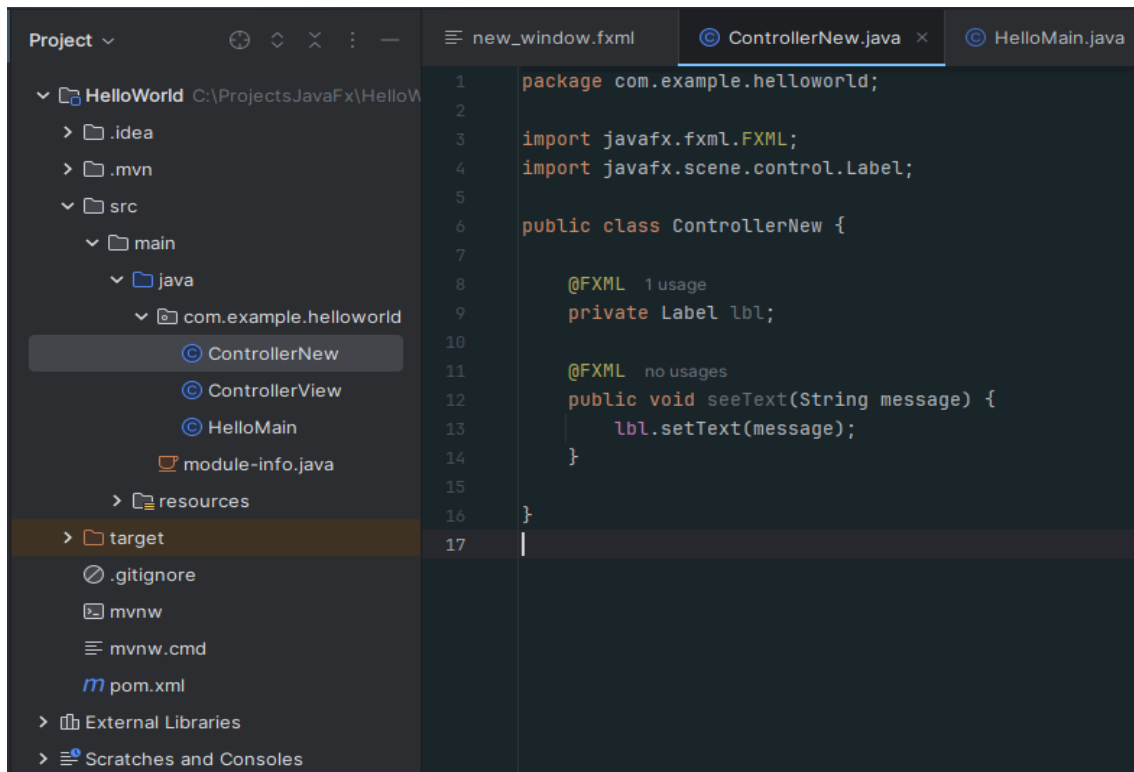 Project
HelloWorld C:\ProjectsJavaFx\HelloW
.idea
.mvn
src
main
java
com.example.helloworld
ControllerNew
ControllerView
HelloMain
module-info.java
resources
target
.gitignore
mvnw
mvnw.cmd
m pom.xml
External Libraries
Scratches and Consoles
new_window.fxml
ControllerNew.java
HelloMain.java
1 package com.example.helloworld;
2
3 import javafx.fxml.FXML;
4 import javafx.scene.control.Label;
5
6 public class ControllerNew {
7
8 @FXML 1 usage
9 private Label lbl;
10
11 @FXML no usages
12 public void seeText(String message) {
13 lbl.setText(message);
14 }
15
16 }
17